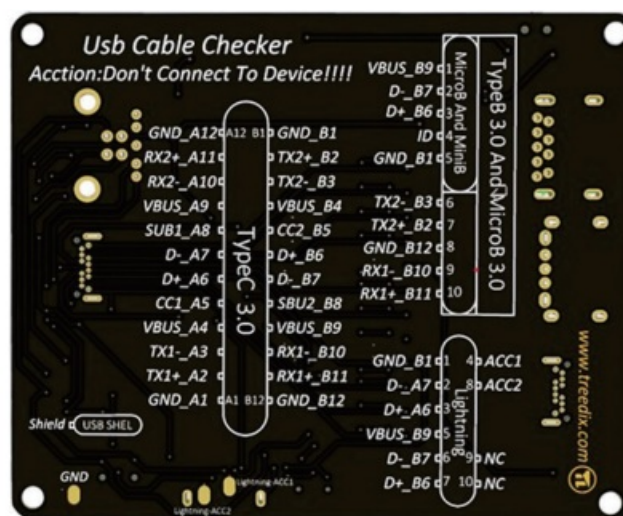 Usb Cable Checker
Acction:Don't Connect To Device!!!!
GND_A12 A12 B1 GND_B1
RX2+_A11 TX2+_B2
RX2-_A10 TX2-_B3
VBUS_A9 VBUS_B4
SUB1_A8 CC2_B5
D-_A7 D+_B6
D+_A6 D-_B7
CC1_A5 SBU2_B8
VBUS_A4 VBUS_B9
TX1-_A3 RX1-_B10
TX1+_A2 RX1+_B11
GND_A1 A1 B12 GND_B12
TypeC 3.0
Shield USB SHEL
GND
Lightning-ACC1
Lightning-ACC2
VBUS_B9 1
D-_B7 2
D+_B6 3
ID 4
GND_B1 5
MicroB And MiniB
TX2-_B3 6
TX2+_B2 7
GND_B12 8
RX1-_B10 9
RX1+_B11 10
TypeB 3.0 And MicroB 3.0
GND_B1 1 4 ACC1
D-_A7 2 8 ACC2
D+_A6 3
VBUS_B9 5
D-_B7 6 9 NC
D+_B6 7 10 NC
Lightning
www.treedix.com